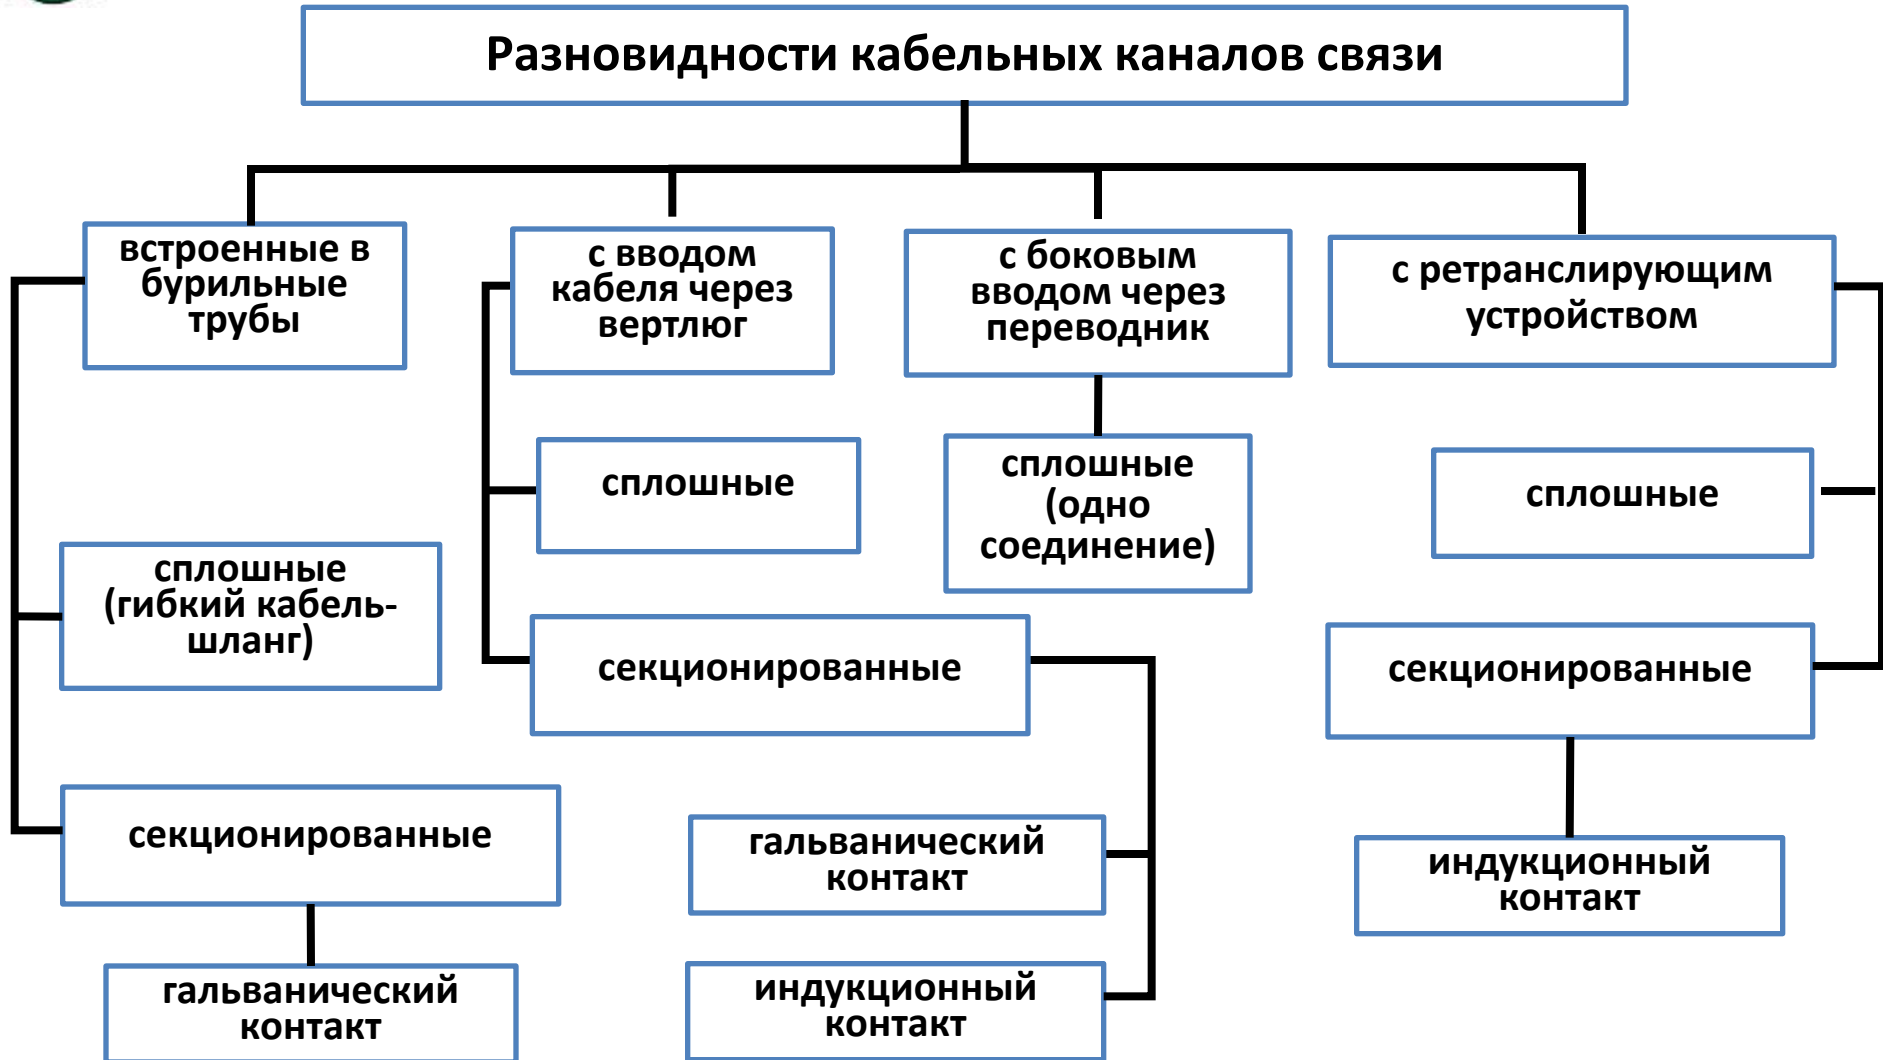 Разновидности кабельных каналов связи
встроенные в
бурильные
трубы
с вводом
кабеля через
вертлюг
с боковым
вводом через
переводник
с ретранслирующим
устройством
сплошные
сплошные
(одно
соединение)
сплошные
сплошные
(гибкий кабель-
шланг)
секционированные
секционированные
секционированные
гальванический
контакт
индукционный
контакт
гальванический
контакт
индукционный
контакт